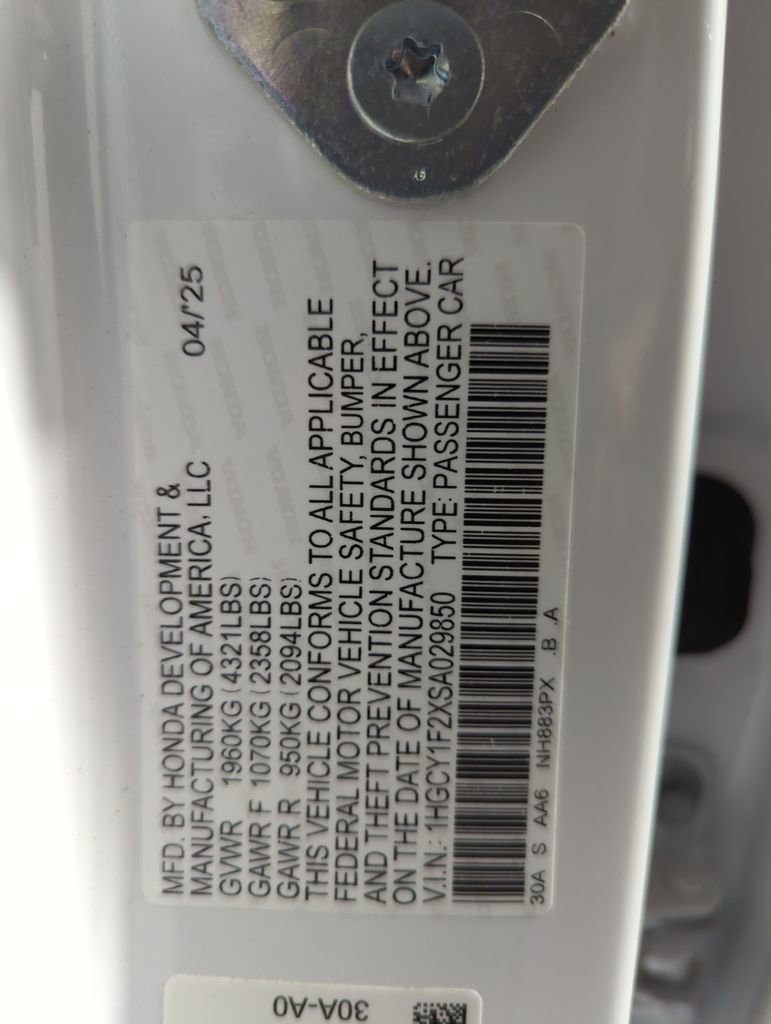 MFD. BY HONDA DEVELOPMENT & 04/'25
MANUFACTURING OF AMERICA, LLC
GVWR 1960KG (4321LBS)
GAWR F 1070KG (2358LBS)
GAWR R 950KG (2094LBS)
THIS VEHICLE CONFORMS TO ALL APPLICABLE
FEDERAL MOTOR VEHICLE SAFETY, BUMPER,
AND THEFT PREVENTION STANDARDS IN EFFECT
ON THE DATE OF MANUFACTURE SHOWN ABOVE.
V.I.N.: 1HGCY1F2XSA029850 TYPE: PASSENGER CAR
30A S AA6 NH883PX .B .A
30A-A0